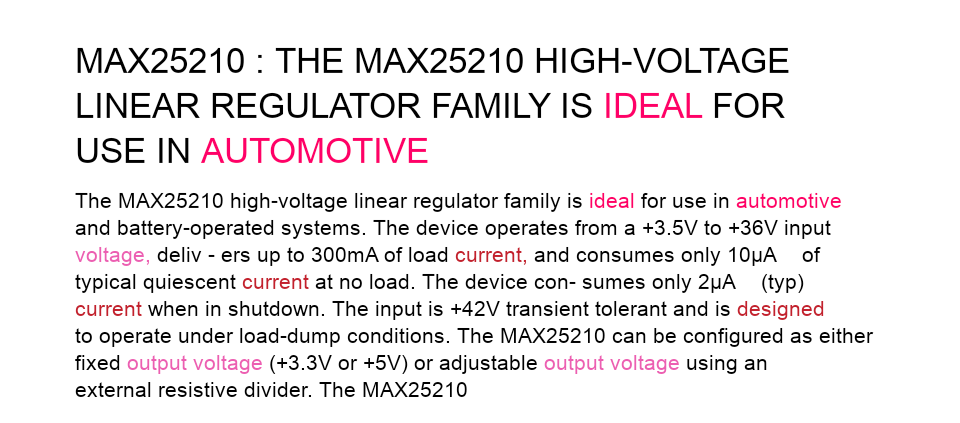 MAX25210 : THE MAX25210 HIGH-VOLTAGE
LINEAR REGULATOR FAMILY IS IDEAL FOR
USE IN AUTOMOTIVE
The MAX25210 high-voltage linear regulator family is ideal for use in automotive
and battery-operated systems. The device operates from a +3.5V to +36V input
voltage, deliv - ers up to 300mA of load current, and consumes only 10µA of
typical quiescent current at no load. The device con- sumes only 2µA (typ)
current when in shutdown. The input is +42V transient tolerant and is designed
to operate under load-dump conditions. The MAX25210 can be configured as either
fixed output voltage (+3.3V or +5V) or adjustable output voltage using an
external resistive divider. The MAX25210